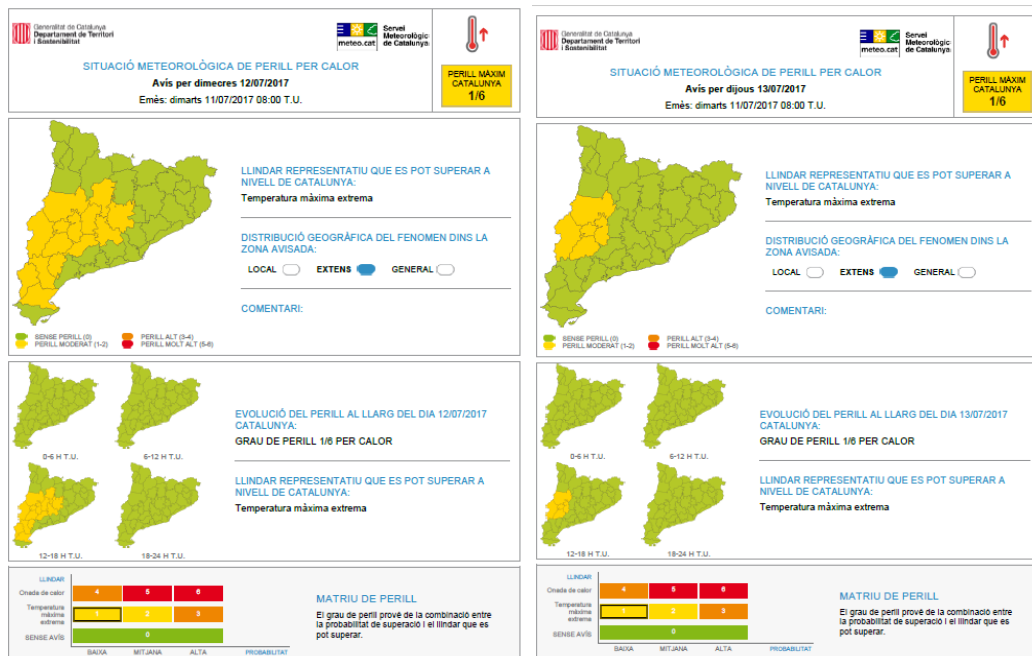 Generalitat de Catalunya
Departament de Territori
i Sostenibilitat
meteo.cat
Servei
Meteorològic
de Catalunya
SITUACIÓ METEOROLÒGICA DE PERILL PER CALOR
Avís per dimecres 12/07/2017
Emès: dimarts 11/07/2017 08:00 T.U.
PERILL MÀXIM
CATALUNYA
1/6
LLINDAR REPRESENTATIU QUE ES POT SUPERAR A
NIVELL DE CATALUNYA:
Temperatura màxima extrema
DISTRIBUCIÓ GEOGRÀFICA DEL FENOMEN DINS LA
ZONA AVISADA:
LOCAL EXTENS GENERAL
COMENTARI:
SENSE PERILL (0) PERILL ALT (3-4)
PERILL MODERAT (1-2) PERILL MOLT ALT (5-6)
0-6 H T.U. 6-12 H T.U.
12-18 H T.U. 18-24 H T.U.
EVOLUCIÓ DEL PERILL AL LLARG DEL DIA 12/07/2017
CATALUNYA:
GRAU DE PERILL 1/6 PER CALOR
LLINDAR REPRESENTATIU QUE ES POT SUPERAR A
NIVELL DE CATALUNYA:
Temperatura màxima extrema
LLINDAR
Onada de calor 4 5 6
Temperatura
màxima
extrema
1 2 3
SENSE AVÍS 0
BAIXA MITJANA ALTA PROBABILITAT
MATRIU DE PERILL
El grau de perill prové de la combinació entre
la probabilitat de superació i el llindar que es
pot superar.
Generalitat de Catalunya
Departament de Territori
i Sostenibilitat
meteo.cat
Servei
Meteorològic
de Catalunya
SITUACIÓ METEOROLÒGICA DE PERILL PER CALOR
Avís per dijous 13/07/2017
Emès: dimarts 11/07/2017 08:00 T.U.
PERILL MÀXIM
CATALUNYA
1/6
LLINDAR REPRESENTATIU QUE ES POT SUPERAR A
NIVELL DE CATALUNYA:
Temperatura màxima extrema
DISTRIBUCIÓ GEOGRÀFICA DEL FENOMEN DINS LA
ZONA AVISADA:
LOCAL EXTENS GENERAL
COMENTARI:
SENSE PERILL (0) PERILL ALT (3-4)
PERILL MODERAT (1-2) PERILL MOLT ALT (5-6)
0-6 H T.U. 6-12 H T.U.
12-18 H T.U. 18-24 H T.U.
EVOLUCIÓ DEL PERILL AL LLARG DEL DIA 13/07/2017
CATALUNYA:
GRAU DE PERILL 1/6 PER CALOR
LLINDAR REPRESENTATIU QUE ES POT SUPERAR A
NIVELL DE CATALUNYA:
Temperatura màxima extrema
LLINDAR
Onada de calor 4 5 6
Temperatura
màxima
extrema
1 2 3
SENSE AVÍS 0
BAIXA MITJANA ALTA PROBABILITAT
MATRIU DE PERILL
El grau de perill prové de la combinació entre
la probabilitat de superació i el llindar que es
pot superar.